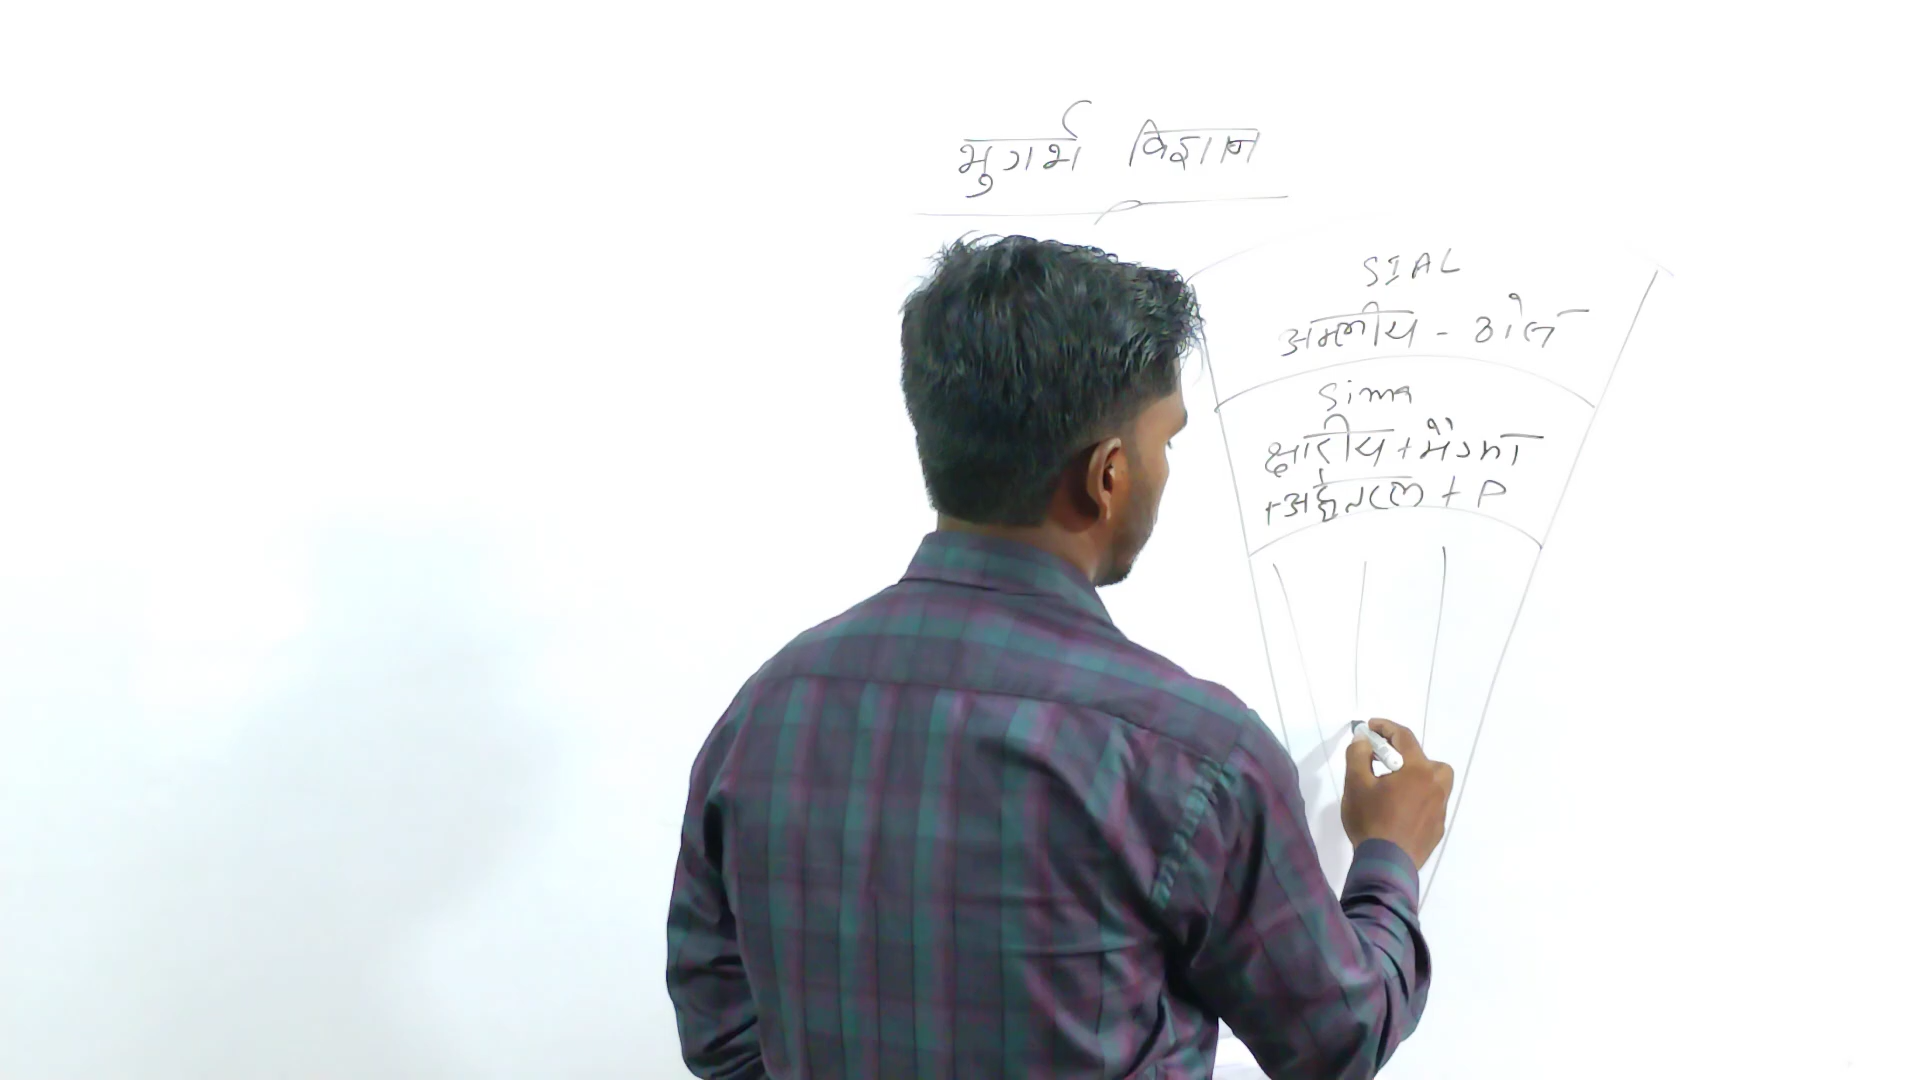 भुगर्भ विज्ञान
SIAL
अम्लीय - ठोस
Sima
क्षारीय + मैग्मा
+ अर्द्धतरल + P